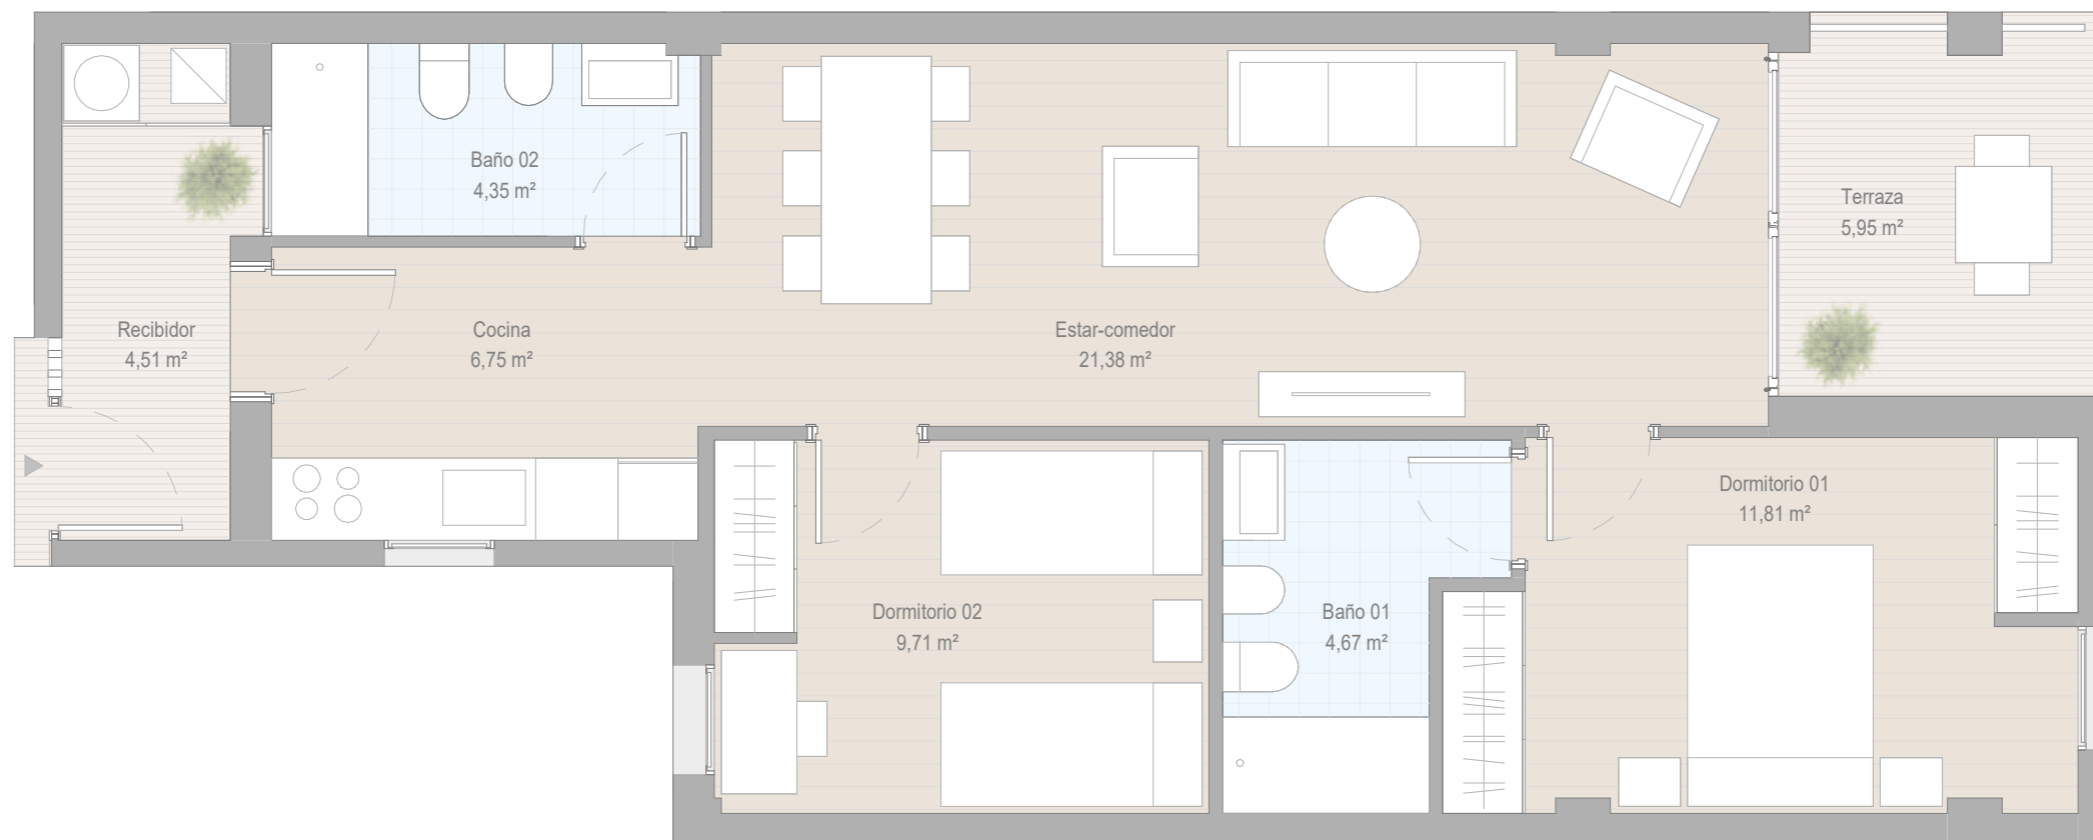 Baño 02
4,35 m²
Terraza
5,95 m²
Recibidor
4,51 m²
Cocina
6,75 m²
Estar-comedor
21,38 m²
Dormitorio 01
11,81 m²
Dormitorio 02
9,71 m²
Baño 01
4,67 m²